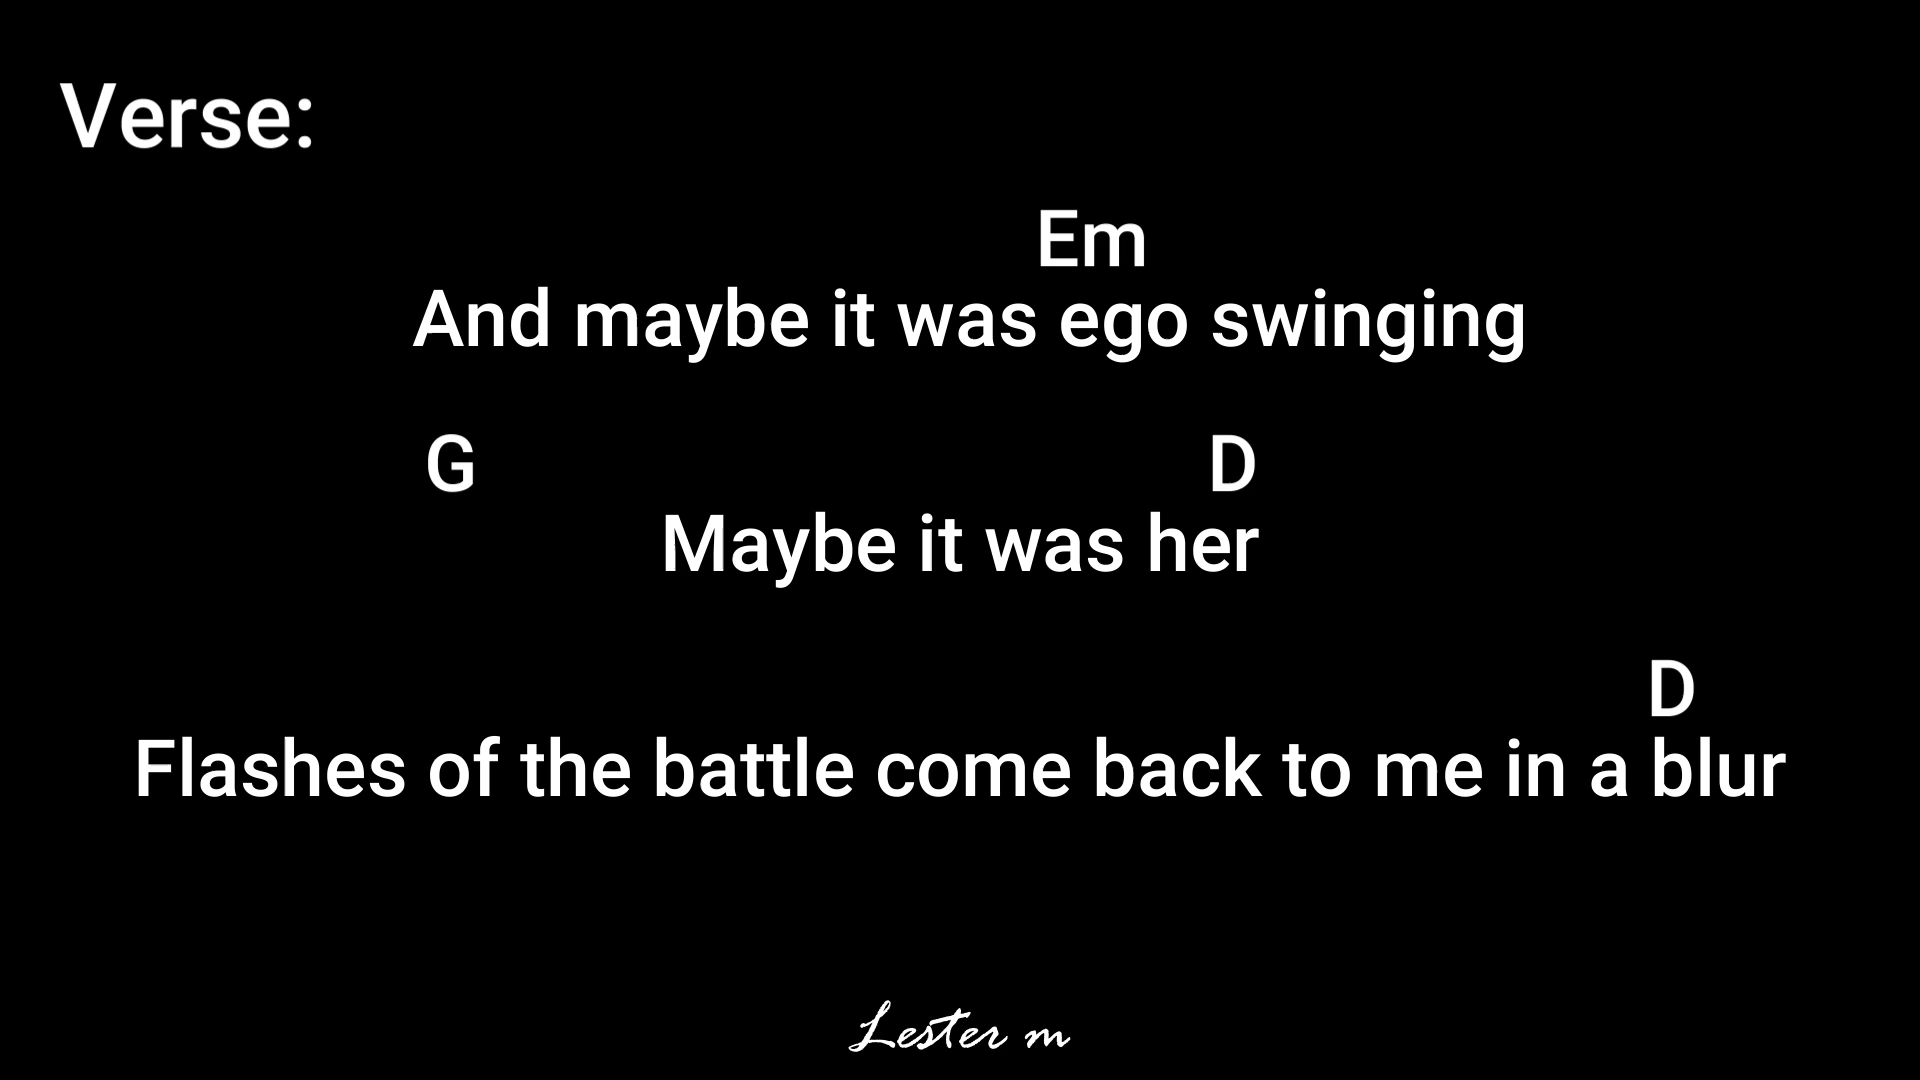 Verse:
Em
And maybe it was ego swinging
G D
Maybe it was her
D
Flashes of the battle come back to me in a blur
Lester m